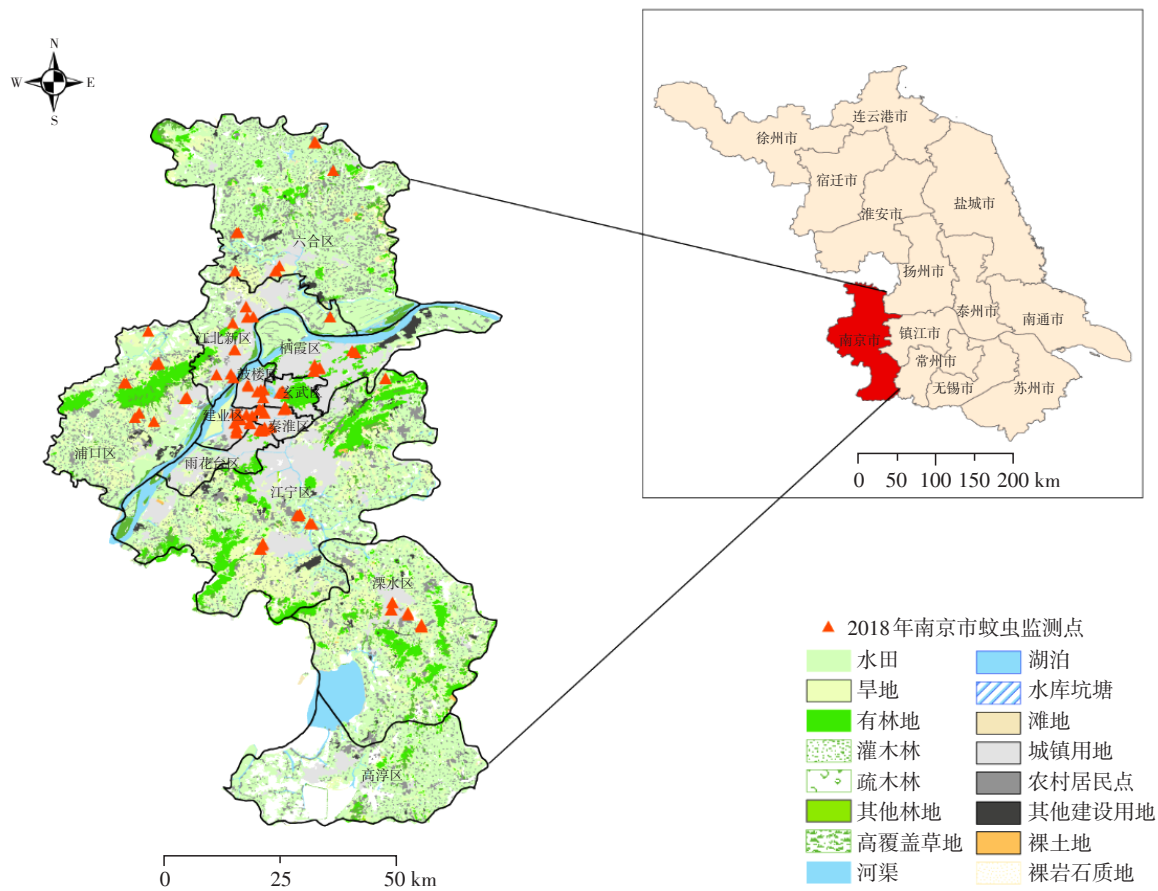 N
W
E
S
六合区
江北新区
栖霞区
鼓楼区
玄武区
建业区
秦淮区
浦口区
雨花台区
江宁区
溧水区
高淳区
0 25 50 km
连云港市
徐州市
宿迁市
淮安市
盐城市
扬州市
泰州市
南通市
南京市
镇江市
常州市
无锡市
苏州市
0 50 100 150 200 km
2018年南京市蚊虫监测点
水田
旱地
有林地
灌木林
疏木林
其他林地
高覆盖草地
河渠
湖泊
水库坑塘
滩地
城镇用地
农村居民点
其他建设用地
裸土地
裸岩石质地